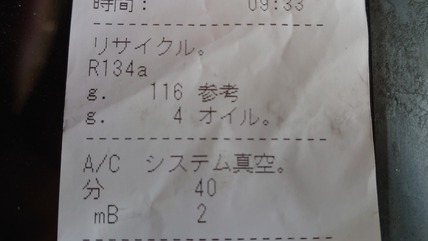 時間: 09:33
リサイクル。
R134a
g. 116 参考
g. 4 オイル。
A/C システム真空。
分 40
mB 2